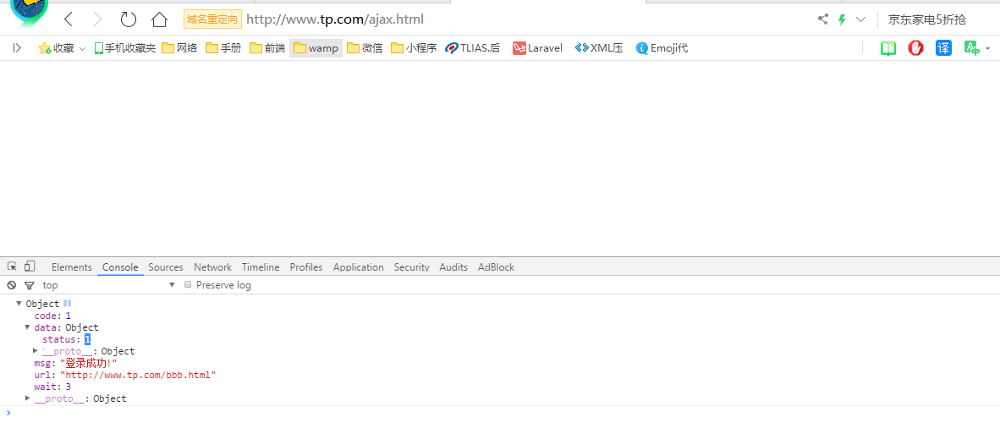 域名重定向 http://www.tp.com/ajax.html 京东家电5折抢
收藏 手机收藏夹 网络 手册 前端 wamp 微信 小程序 TLIAS.后 Laravel XML压 Emoji代 译
Elements Console Sources Network Timeline Profiles Application Security Audits AdBlock
top Preserve log
Object
code: 1
data: Object
status: 1
__proto__: Object
msg: "登录成功!"
url: "http://www.tp.com/bbb.html"
wait: 3
__proto__: Object